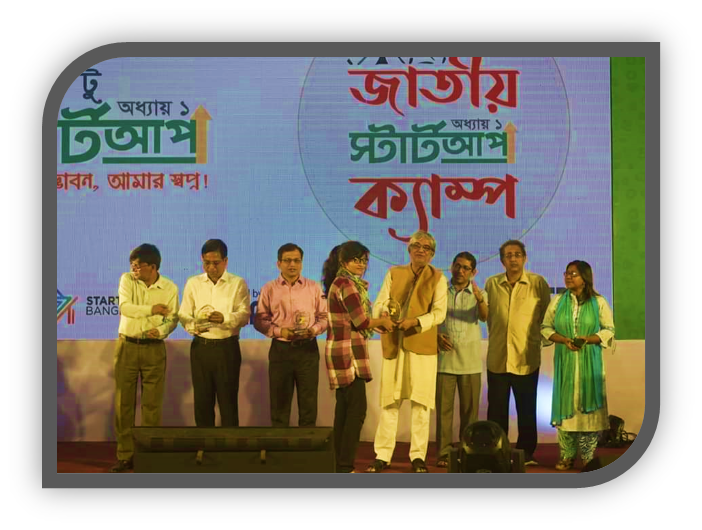 টু
অধ্যায় ১
র্টআপ
ভাবন, আমার স্বপ্ন!
START
BANG
জাতীয়
অধ্যায় ১
স্টার্টআপ
ক্যাম্প